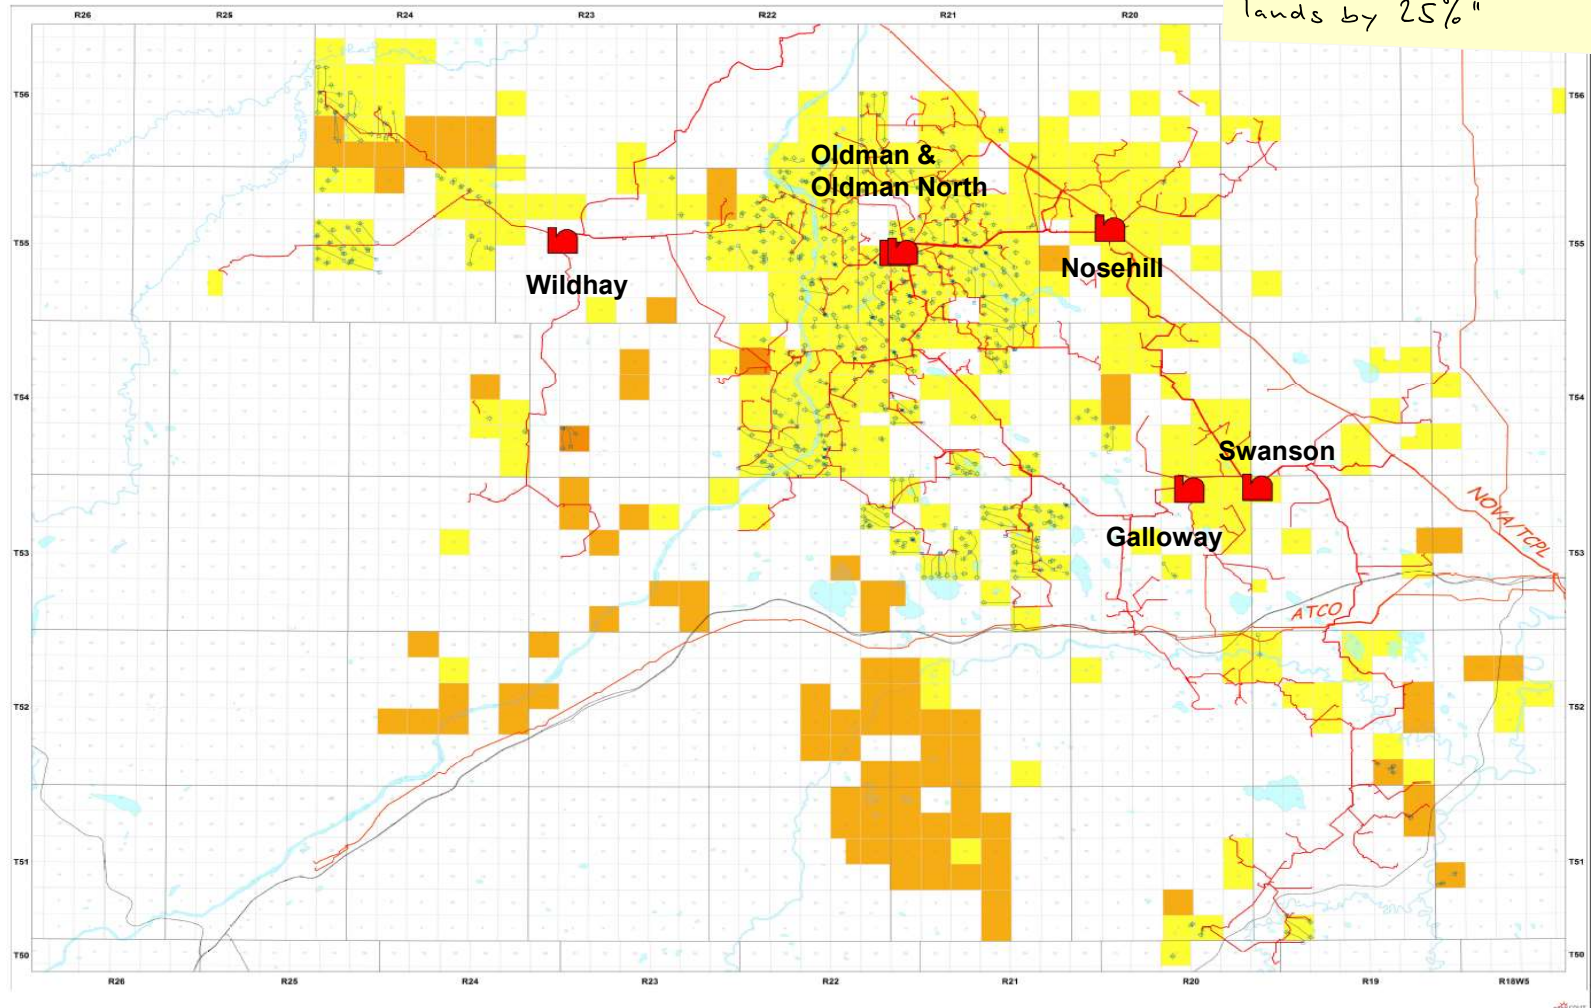 lands by 25%"
R26 R25 R24 R23 R22 R21 R20
T56 T56
Oldman &
Oldman North
T55 T55
Wildhay
Nosehill
T54 T54
Swanson
Galloway
NOVA/TCPL
T53 T53
ATCO
T52 T52
T51 T51
T50 T50
R26 R25 R24 R23 R22 R21 R20 R19 R18W5